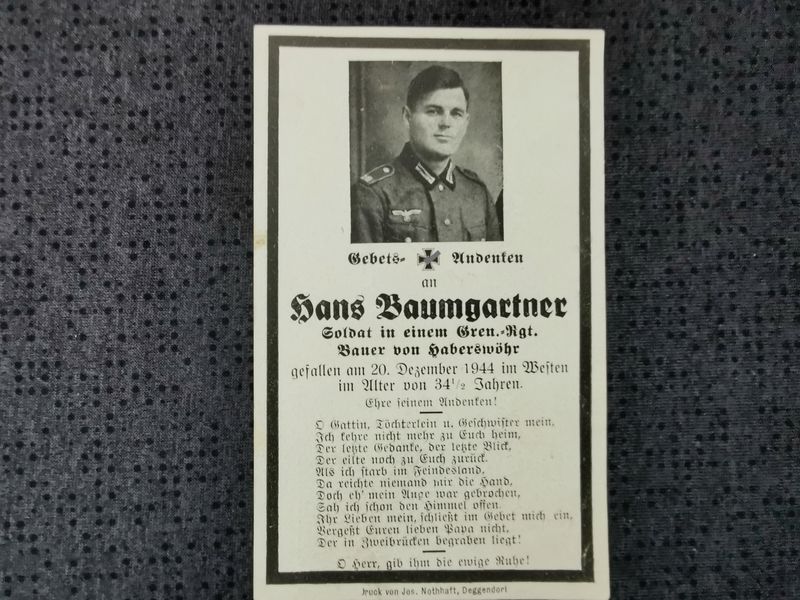 Gebets- Andenken
an
Hans Baumgartner
Soldat in einem Gren.-Rgt.
Bauer von Haberswöhr
gefallen am 20. Dezember 1944 im Westen
im Alter von 34 1/2 Jahren.
Ehre seinem Andenken!
O Gattin, Töchterlein u. Geschwister mein,
Ich kehre nicht mehr zu Euch heim,
Der letzte Gedanke, der letzte Blick,
Der eilte noch zu Euch zurück.
Als ich starb im Feindesland,
Da reichte niemand mir die Hand,
Doch eh' mein Auge war gebrochen,
Sah ich schon den Himmel offen.
Ihr Lieben mein, schließt im Gebet mich ein,
Vergeßt Euren lieben Papa nicht,
Der in Zweibrücken begraben liegt!
O Herr, gib ihm die ewige Ruhe!
Druck von Jos. Nothhaft, Deggendorf